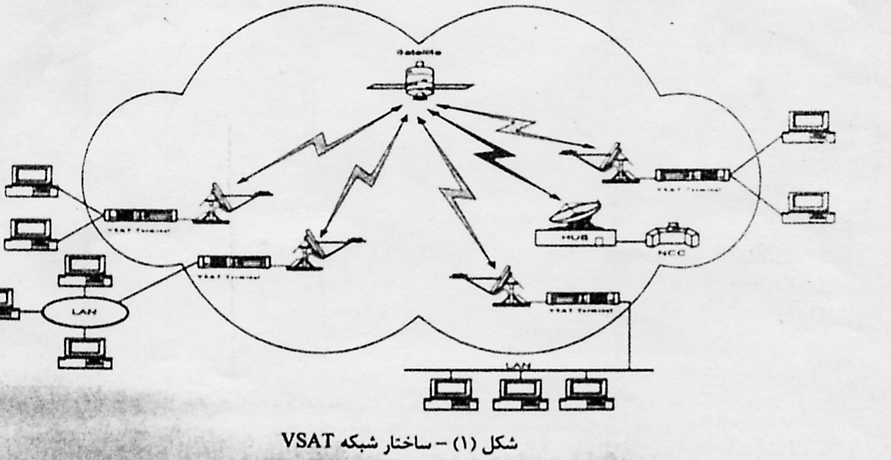 Satellite
VSAT Terminal
VSAT Terminal
VSAT Terminal
HUB
NCC
VSAT Terminal
LAN
LAN
شکل (۱) – ساختار شبکه VSAT